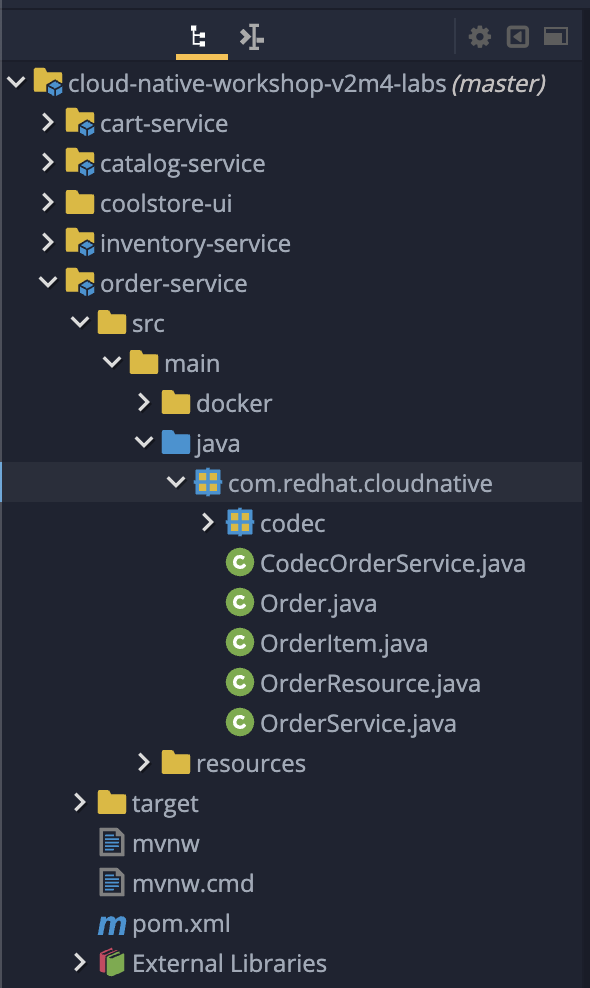 cloud-native-workshop-v2m4-labs (master)
cart-service
catalog-service
coolstore-ui
inventory-service
order-service
src
main
docker
java
com.redhat.cloudnative
codec
CodecOrderService.java
Order.java
OrderItem.java
OrderResource.java
OrderService.java
resources
target
mvnw
mvnw.cmd
pom.xml
External Libraries